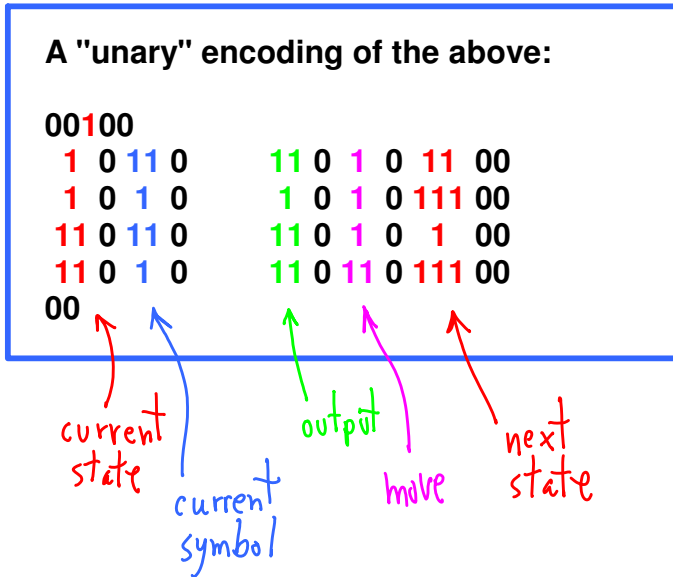 A "unary" encoding of the above:
00100
1 0 11 0 11 0 1 0 11 00
1 0 1 0 1 0 1 0 111 00
11 0 11 0 11 0 1 0 1 00
11 0 1 0 11 0 11 0 111 00
00
current state
current symbol
output
move
next state